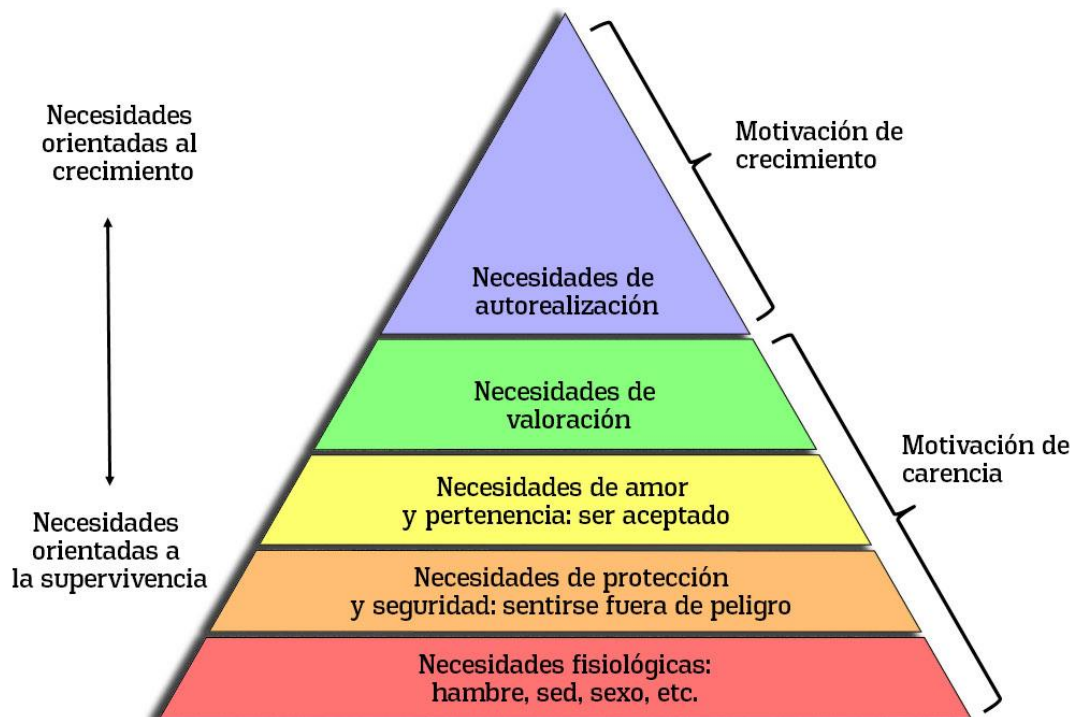 Necesidades
orientadas al
crecimiento
Motivación de
crecimiento
Necesidades de
autorealización
Necesidades de
valoración
Motivación de
carencia
Necesidades de amor
y pertenencia: ser aceptado
Necesidades
orientadas a
la supervivencia
Necesidades de protección
y seguridad: sentirse fuera de peligro
Necesidades fisiológicas:
hambre, sed, sexo, etc.